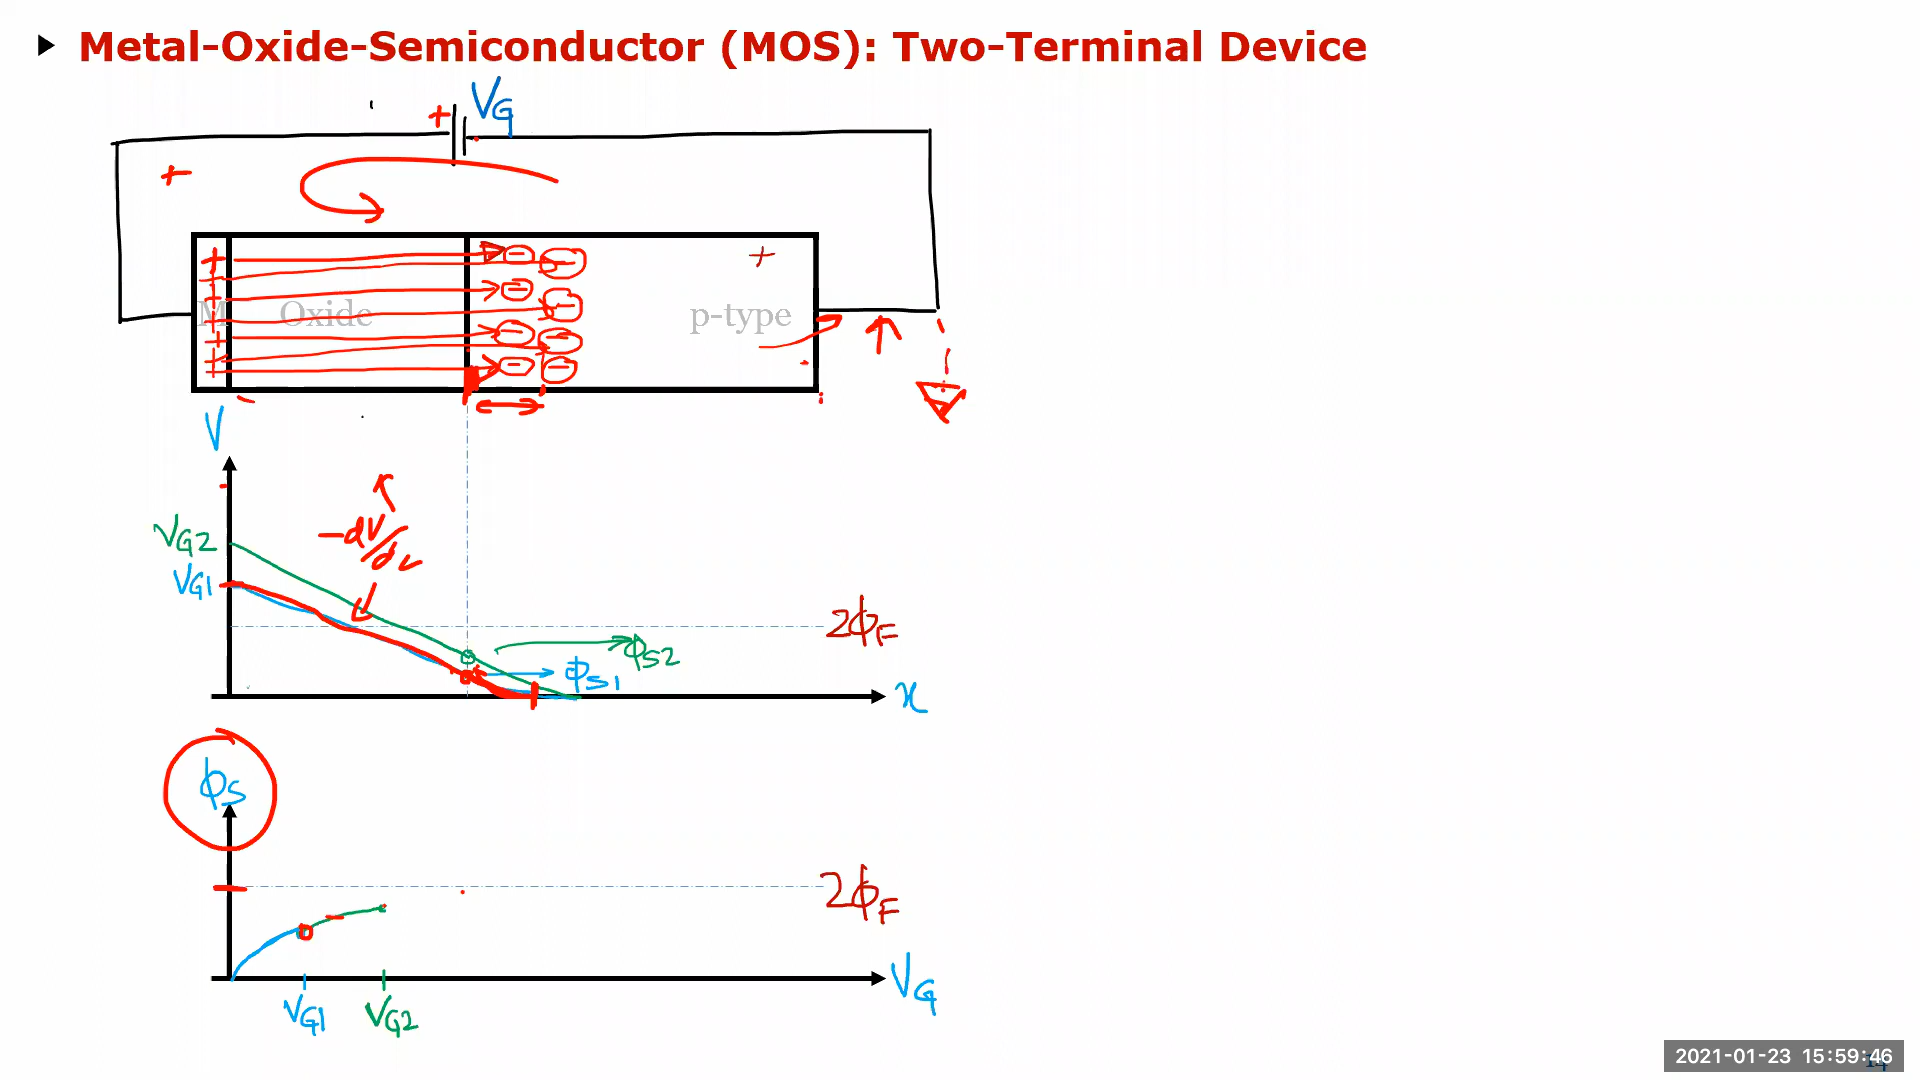 Metal-Oxide-Semiconductor (MOS): Two-Terminal Device
+ VG
+
+ - - +
M Oxide p-type
V
-dV/dx
VG2
VG1
2ϕF
ϕS2
ϕS1
x
ϕS
2ϕF
VG
VG1 VG2
2021-01-23 15:59:46